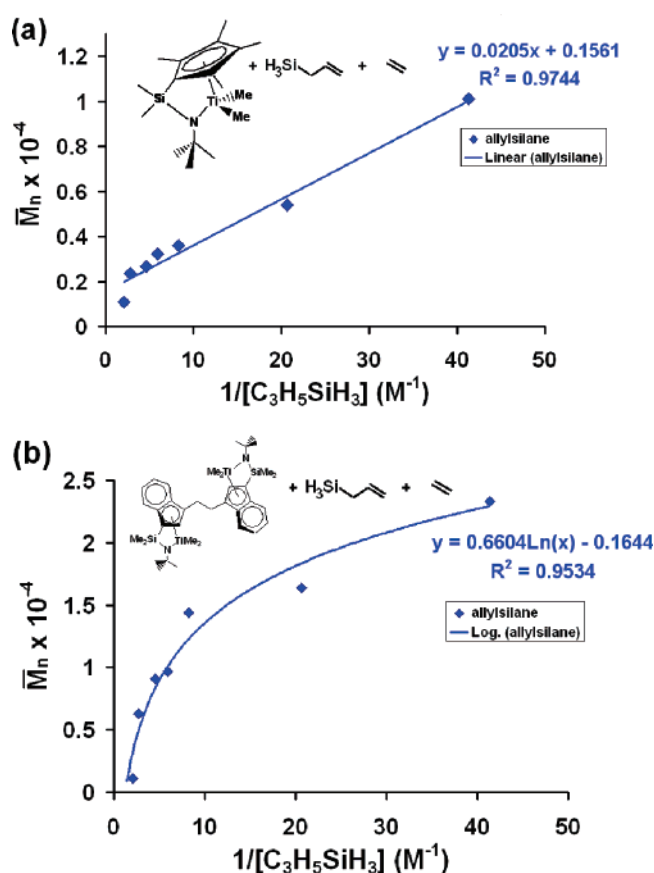 (a)
H₃Si + +
y = 0.0205x + 0.1561
R² = 0.9744
Si
Ti
Me
Me
N
allylsilane
Linear (allylsilane)
1.2
1
0.8
0.6
0.4
0.2
0
M̅n x 10⁻⁴
0 10 20 30 40 50
1/[C₃H₅SiH₃] (M⁻¹)
(b)
N
Me₂Ti SiMe₂
+ H₃Si +
Me₂Si TiMe₂
N
y = 0.6604Ln(x) - 0.1644
R² = 0.9534
allylsilane
Log. (allylsilane)
2.5
2
1.5
1
0.5
0
M̅n x 10⁻⁴
0 10 20 30 40 50
1/[C₃H₅SiH₃] (M⁻¹)